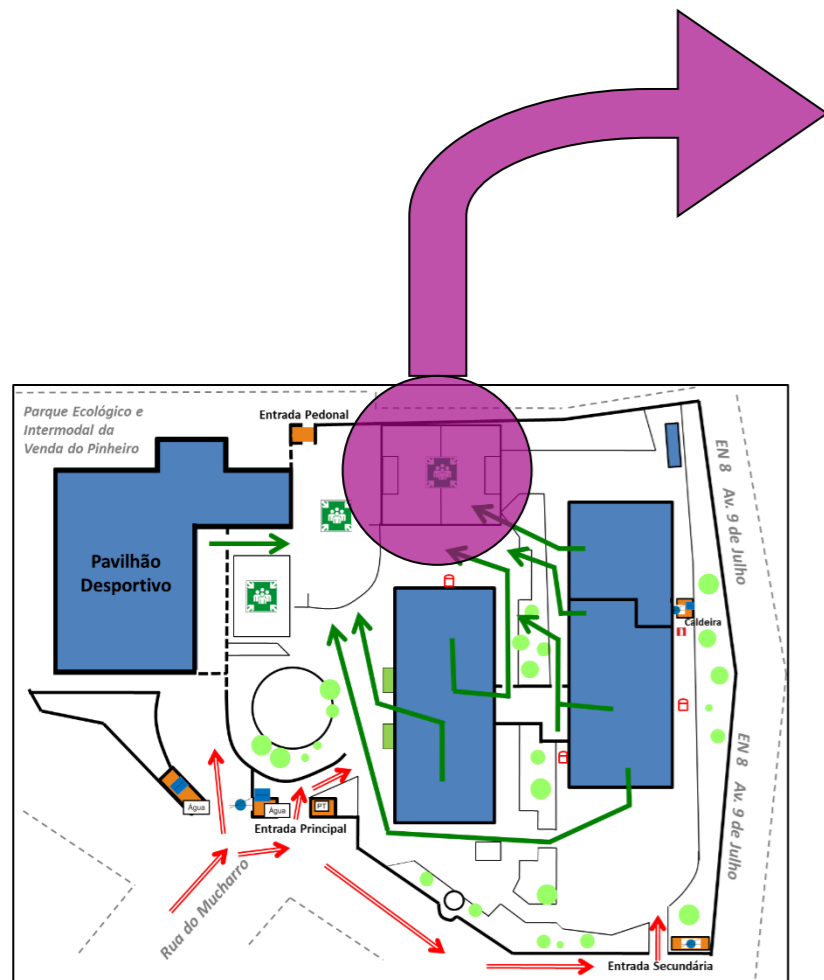 Parque Ecológico e
Intermodal da
Venda do Pinheiro
Entrada Pedonal
EN 8 Av. 9 de Julho
Pavilhão
Desportivo
Caldeira
EN 8 Av. 9 de Julho
Água
Água
PT
Entrada Principal
Rua do Mucharro
Entrada Secundária